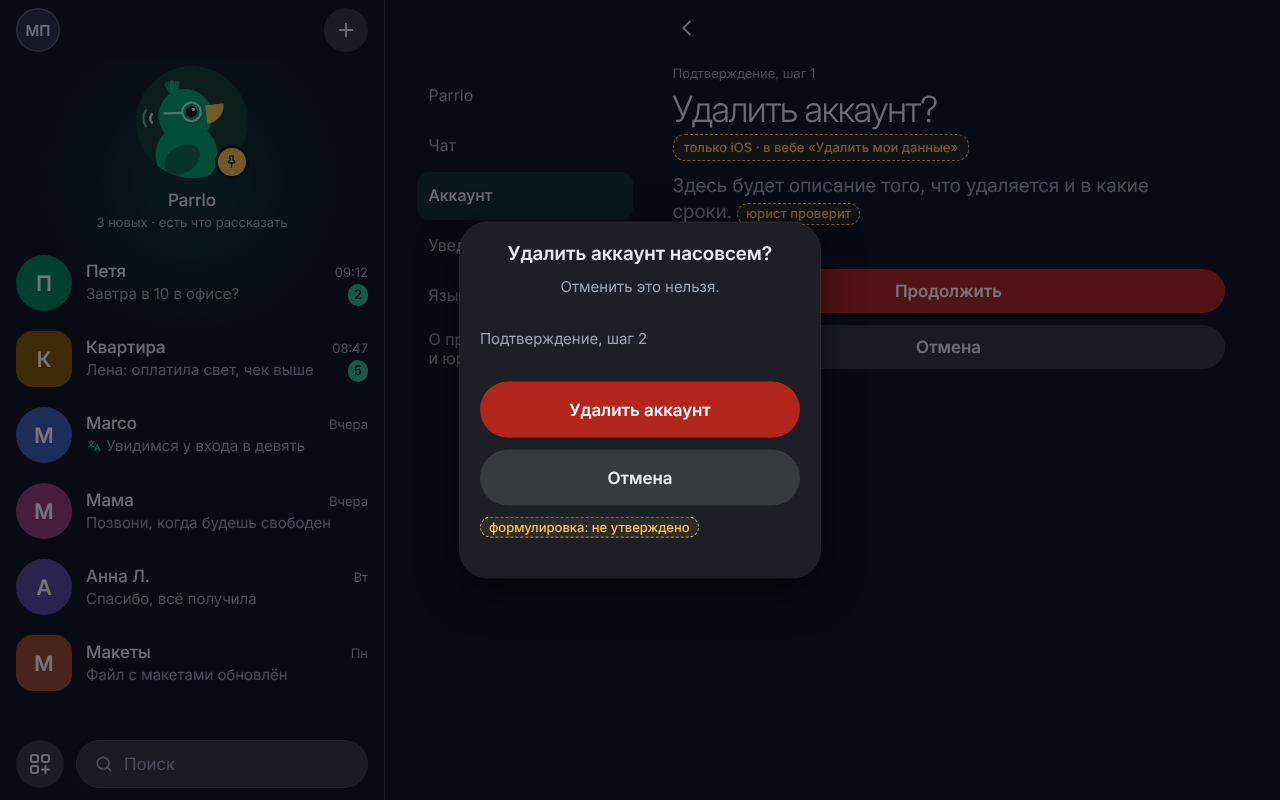 МП
Parrlo
3 новых · есть что рассказать
П
Петя
09:12
Завтра в 10 в офисе?
2
К
Квартира
08:47
Лена: оплатила свет, чек выше
5
M
Marco
Вчера
Увидимся у входа в девять
М
Мама
Вчера
Позвони, когда будешь свободен
А
Анна Л.
Вт
Спасибо, всё получила
М
Макеты
Пн
Файл с макетами обновлён
Поиск
Parrlo
Чат
Аккаунт
Подтверждение, шаг 1
Удалить аккаунт?
только iOS · в вебе «Удалить мои данные»
Здесь будет описание того, что удаляется и в какие
сроки. юрист проверит
Продолжить
Отмена
Удалить аккаунт насовсем?
Отменить это нельзя.
Подтверждение, шаг 2
Удалить аккаунт
Отмена
формулировка: не утверждено